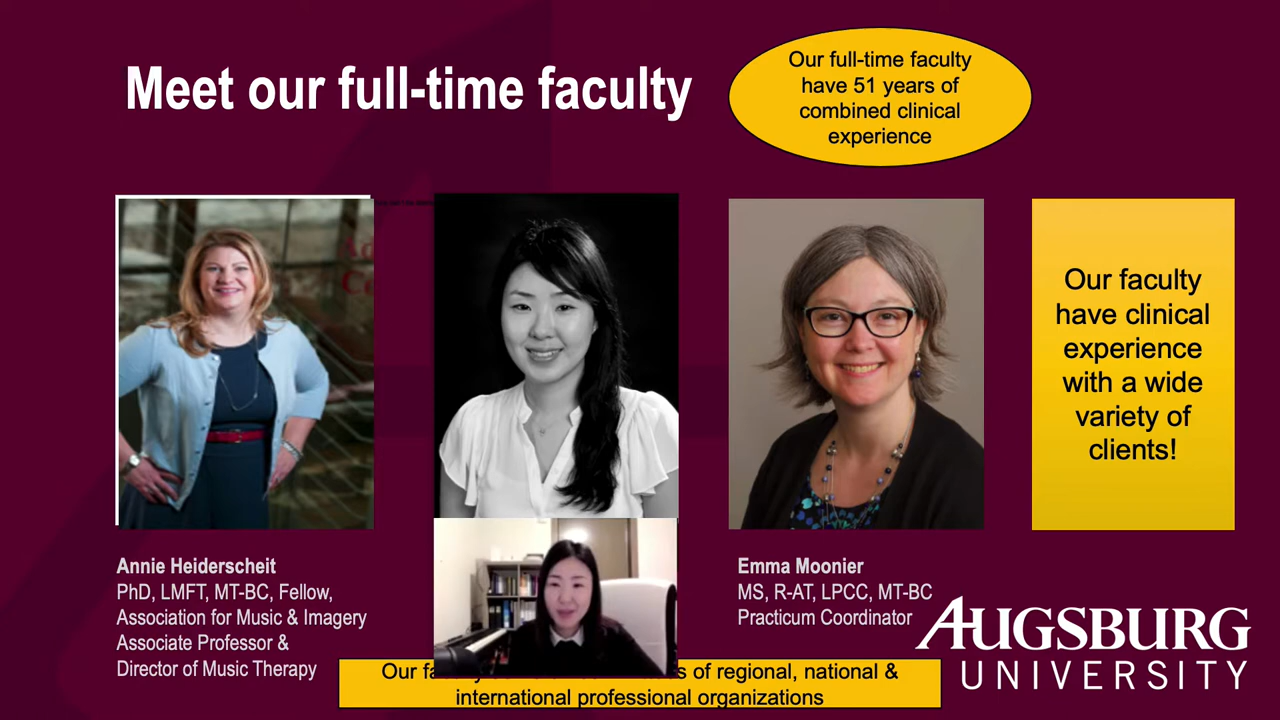 Meet our full-time faculty
Our full-time faculty
have 51 years of
combined clinical
experience
Our faculty
have clinical
experience
with a wide
variety of
clients!
Annie Heiderscheit
PhD, LMFT, MT-BC, Fellow,
Association for Music & Imagery
Associate Professor &
Director of Music Therapy
Emma Moonier
MS, R-AT, LPCC, MT-BC
Practicum Coordinator
Our of regional, national &
international professional organizations
AUGSBURG
UNIVERSITY